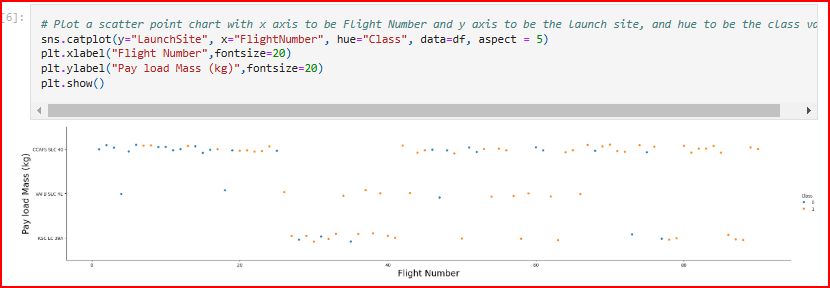 [6]:
# Plot a scatter point chart with x axis to be Flight Number and y axis to be the launch site, and hue to be the class va
sns.catplot(y="LaunchSite", x="FlightNumber", hue="Class", data=df, aspect = 5)
plt.xlabel("Flight Number",fontsize=20)
plt.ylabel("Pay load Mass (kg)",fontsize=20)
plt.show()
Pay load Mass (kg)
CCAFS SLC 40
VAFB SLC 4E
KSC LC 39A
Class
0
1
0 20 40 60 80
Flight Number